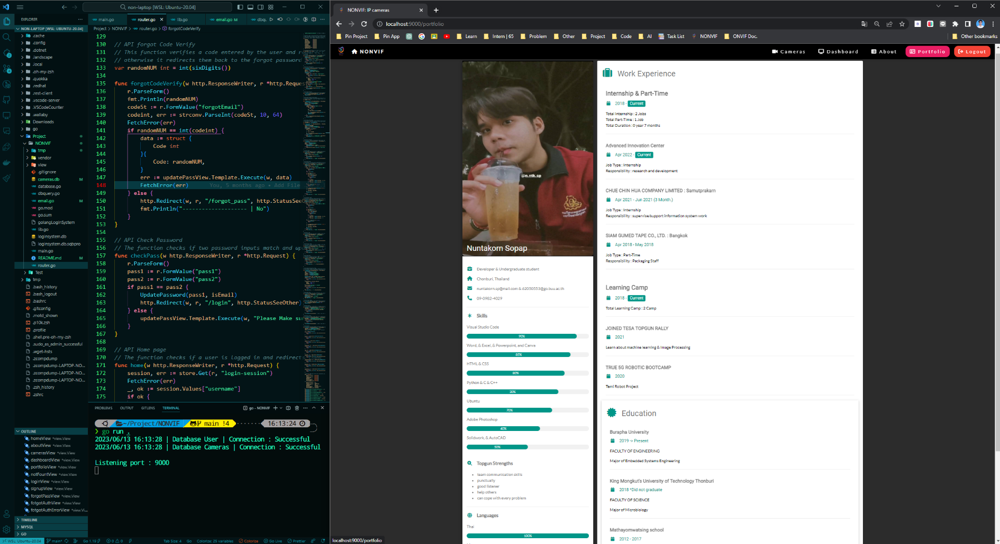 non-laptop [WSL: Ubuntu-20.04]
EXPLORER
NON-LAPTOP [WSL: UBUNTU-20.04]
.cache
.config
.dotnet
.landscape
.local
.oh-my-zsh
.quokka
.redhat
.rest-client
.vscode-server
.VSCodeCounter
.wallaby
Downloads
go
Project
NONVIF
tmp
vendor
view
.gitignore
cameras.db M
database.go
dbquery.go
email.go M
go.mod
go.sum
golangLoginSystem
lib.go
loginsystem.db
loginsystem.db.sqbpro
main.go
README.md M
router.go
Test
tmp
.bash_history
.bash_logout
.bashrc
.gitconfig
.motd_shown
.p10k.zsh
.profile
.shell.pre-oh-my-zsh
.sudo_as_admin_successful
.wget-hsts
.zcompdump
.zcompdump-LAPTOP-NO...
.zcompdump-LAPTOP-NO...
.zcompdump-LAPTOP-NO...
.zsh_history
.zshrc
OUTLINE
homeView *view.View
aboutView *view.View
camerasView *view.View
dashboardView *view.View
portfolioView *view.View
notFountView *view.View
loginView *view.View
signupView *view.View
forgotPassView *view.View
fotgotAuthView *view.View
fotgotAuthErrorView *view.Vi...
TIMELINE
MYSQL
GO
main.go router.go lib.go email.go M dbqu
Project > NONVIF > router.go > forgotCodeVerify
129
130 // API forgot Code Verify
131 // This function verifies a code entered by the user and redirect
132 // otherwise it redirects them back to the forgot password
133 var randomNUM int = int(sixDigits())
134
135 func forgotCodeVerify(w http.ResponseWriter, r *http.Reque
136 r.ParseForm()
137 fmt.Println(randomNUM)
138 codeSt := r.FormValue("forgotEmail")
139 codeint, err := strconv.ParseInt(codeSt, 10, 64)
140 FetchError(err)
141 if randomNUM == int(codeint) {
142 data := struct {
143 Code int
144 }{
145 Code: randomNUM,
146 }
147 err := updatePassView.Template.Execute(w, data)
148 FetchError(err) You, 5 months ago • Add File
149 } else {
150 http.Redirect(w, r, "/forgot_pass", http.StatusSeeO
151 fmt.Println("-------------------- | No")
152 }
153 }
154
155 // API Check Password
156 // The function checks if two password inputs match and up
157 func checkPass(w http.ResponseWriter, r *http.Request) {
158 r.ParseForm()
159 pass1 := r.FormValue("pass1")
160 pass2 := r.FormValue("pass2")
161 if pass1 == pass2 {
162 UpdatePassword(pass1, isEmail)
163 http.Redirect(w, r, "/login", http.StatusSeeOther)
164 } else {
165 updatePassView.Template.Execute(w, "Please Make su
166 }
167 }
168
169 // API Home page
170 // The function checks if a user is logged in and redirects
171 func home(w http.ResponseWriter, r *http.Request) {
172 session, err := store.Get(r, "login-session")
173 FetchError(err)
174 _, ok := session.Values["username"]
175 if ok {
PROBLEMS OUTPUT GITLENS TERMINAL go - NONVIF
~/Project/NONVIF main !4 16:13:24
go run .
2023/06/13 16:13:28 | Database User | Connection : Successful
2023/06/13 16:13:28 | Database Cameras | Connection : Successful
Listening port : 9000
WSL: Ubuntu-20.04 main* Go 1.19 0 0 Tab Size: 4 Go Colorize: 25 variables Colorize Go Live Prettier
NONVIF: IP cameras
localhost:9000/portfolio
Pin Project Pin App Learn Intern | 65 Problem Other Project Code AI Task List NONVIF ONVIF Doc. Other bookmarks
NONVIF Cameras Dashboard About Portfolio Logout
@n.ntk.sp
Nuntakorn Sopap
Developer & Undergraduate student
Chonburi, Thailand
nuntakorn.sp@mail.com & 62050553@go.buu.ac.th
09-0982-4029
Skills
Visual Studio Code
90%
Word, & Excel, & Powerpoint, and Canva
85%
HTML & CSS
80%
Python & C & C++
20%
Ubuntu
70%
Adobe Photoshop
40%
Solidwork, & AutoCAD
50%
Topgun Strengths
team communication skills
punctually
good listener
help others
can cope with every problem
Languages
Thai
100%
Work Experience
Internship & Part-Time
2018 - Current
Total Internship : 2 Jobs
Total Part-Time : 1 Job
Total Duration : 0 year 7 months
Advanced Innovation Center
Apr 2022 - Current
Job Type : Internship
Responsibility : research and development
CHUE CHIN HUA COMPANY LIMITED : Samutprakarn
Apr 2021 - Jun 2021 (3 Month.)
Job Type : Internship
Responsibility : supervise/support information system work
SIAM GUMED TAPE CO., LTD. : Bangkok
Apr 2018 - May 2018
Job Type : Part-Time
Responsibility : Packaging Staff
Learning Camp
2018 - Current
Total Learning Camp : 2 Camp
JOINED TESA TOPGUN RALLY
2021
Learn about machine learning & Image Processing
TRUE 5G ROBOTIC BOOTCAMP
2020
Temi Robot Project
Education
Burapha University
2019 -> Present
FACULTY OF ENGINEERING
Major of Embedded Systems Engineering
King Mongkut's University of Technology Thonburi
2018 *Did not graduate
FACULTY OF SCIENCE
Major of Microbiology
Mathayomwatsing school
2012 - 2017
localhost:9000/portfolio